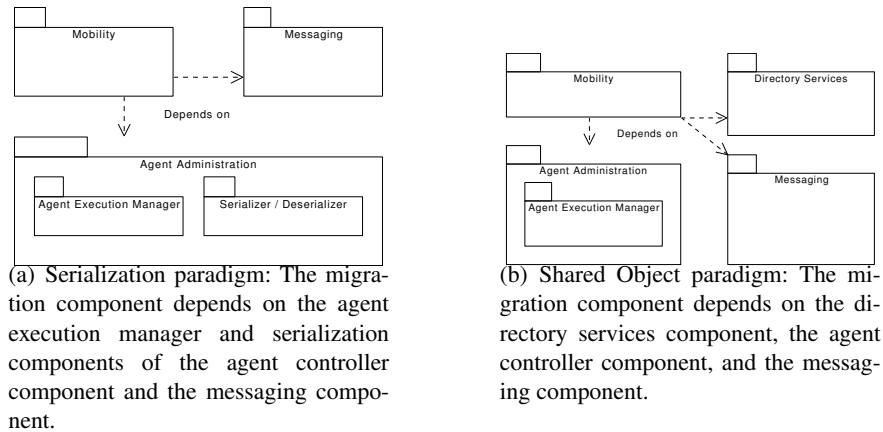 Mobility
Messaging
Depends on
Agent Administration
Agent Execution Manager
Serializer / Deserializer
(a) Serialization paradigm: The migra-
tion component depends on the agent
execution manager and serialization
components of the agent controller
component and the messaging compo-
nent.
Mobility
Directory Services
Depends on
Agent Administration
Messaging
Agent Execution Manager
(b) Shared Object paradigm: The mi-
gration component depends on the di-
rectory services component, the agent
controller component, and the messag-
ing component.